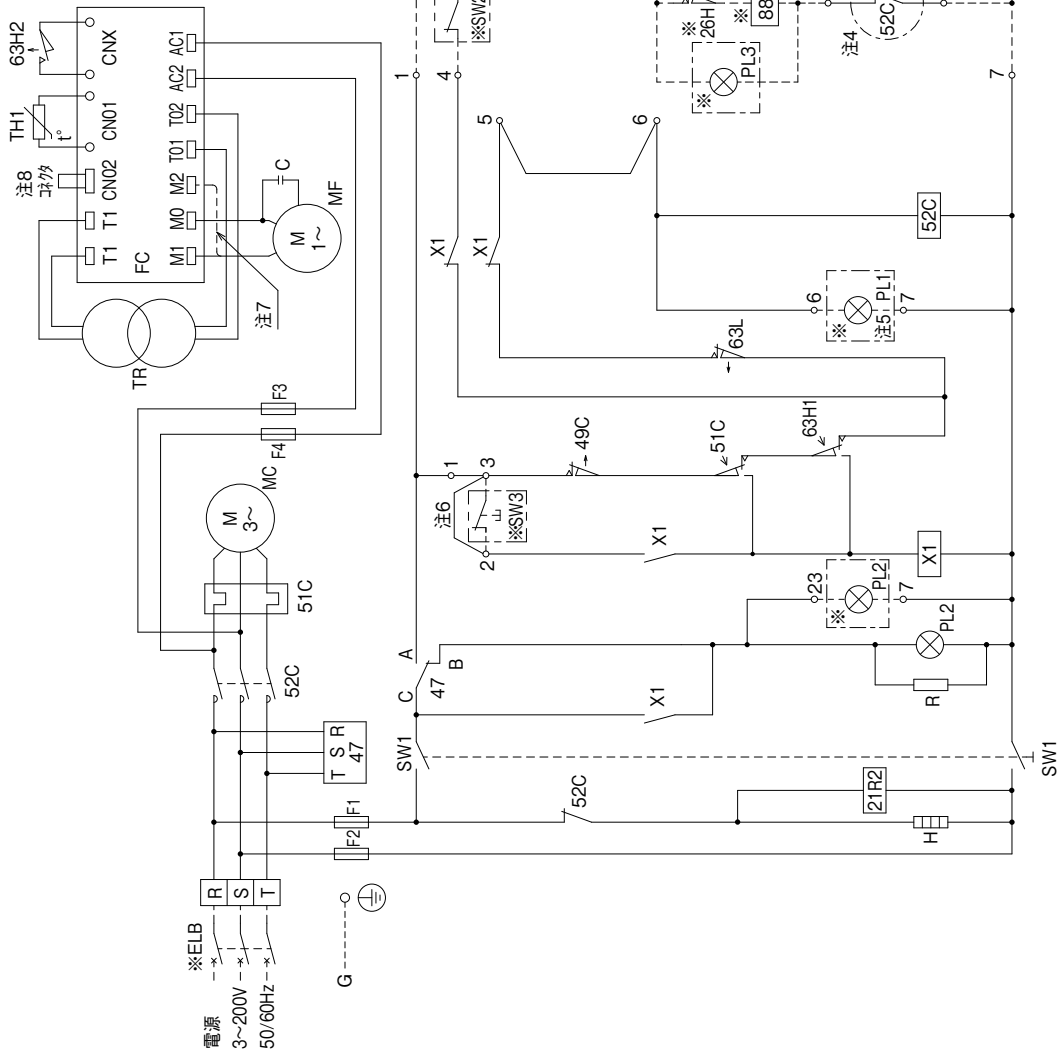 63H2
CNX
AC1
AC2
TH1
t°
CN01
T02
T01
注8
コネクタ
CN02
M2
T1
M0
T1
M1
FC
C
M
1~
MF
注7
TR
F3
F4
MC
M
3~
51C
52C
R
S
T
47
※ELB
電源
3~200V
50/60Hz
R
S
T
G
F1
F2
1
※SW2
4
5
6
※
26H
※
88
注4
52C
※
PL3
7
X1
X1
52C
6
※
注5
PL1
7
63L
49C
51C
63H1
1
3
注6
※SW3
2
X1
X1
23
※
PL2
7
A
B
C
47
PL2
R
X1
SW1
SW1
52C
21R2
H